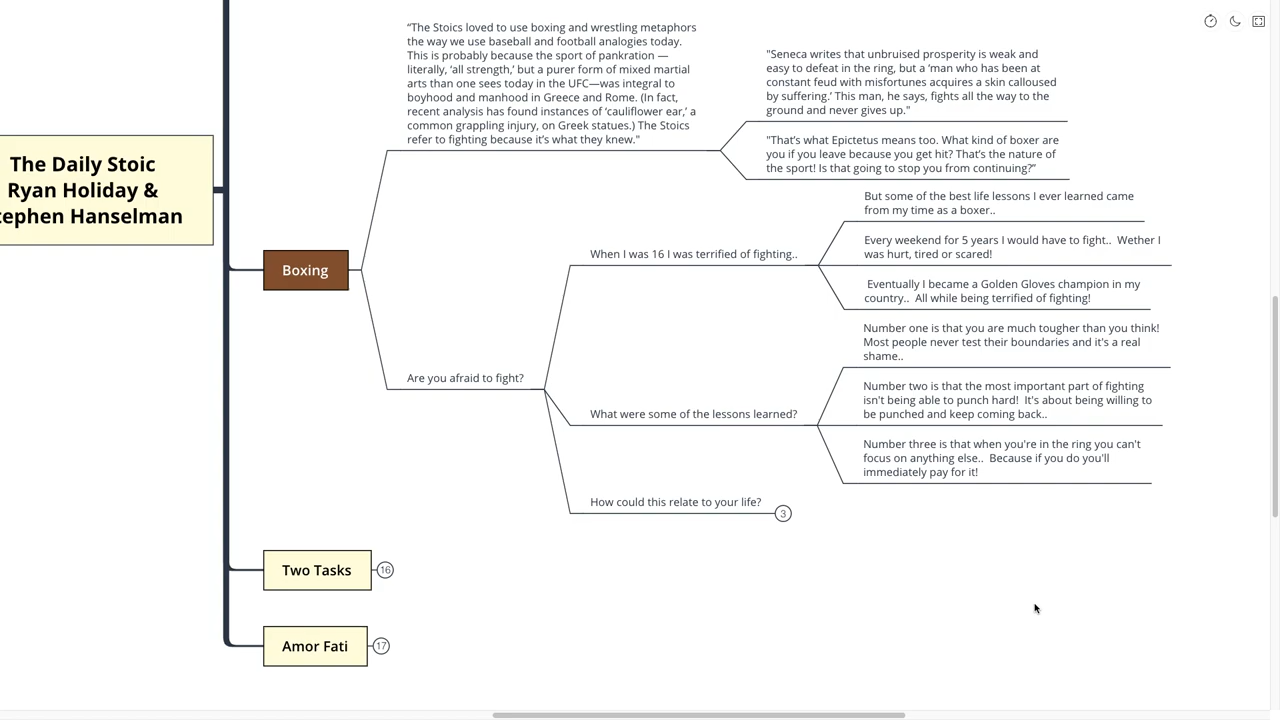 The Daily Stoic
Ryan Holiday &
tephen Hanselman
Boxing
“The Stoics loved to use boxing and wrestling metaphors
the way we use baseball and football analogies today.
This is probably because the sport of pankration —
literally, ‘all strength,’ but a purer form of mixed martial
arts than one sees today in the UFC—was integral to
boyhood and manhood in Greece and Rome. (In fact,
recent analysis has found instances of ‘cauliflower ear,’ a
common grappling injury, on Greek statues.) The Stoics
refer to fighting because it’s what they knew."
"Seneca writes that unbruised prosperity is weak and
easy to defeat in the ring, but a ‘man who has been at
constant feud with misfortunes acquires a skin calloused
by suffering.’ This man, he says, fights all the way to the
ground and never gives up."
"That’s what Epictetus means too. What kind of boxer are
you if you leave because you get hit? That’s the nature of
the sport! Is that going to stop you from continuing?”
Are you afraid to fight?
When I was 16 I was terrified of fighting..
But some of the best life lessons I ever learned came
from my time as a boxer..
Every weekend for 5 years I would have to fight..  Wether I
was hurt, tired or scared!
Eventually I became a Golden Gloves champion in my
country..  All while being terrified of fighting!
What were some of the lessons learned?
Number one is that you are much tougher than you think!
Most people never test their boundaries and it's a real
shame..
Number two is that the most important part of fighting
isn't being able to punch hard!  It's about being willing to
be punched and keep coming back..
Number three is that when you're in the ring you can't
focus on anything else..  Because if you do you'll
immediately pay for it!
How could this relate to your life?
3
Two Tasks
16
Amor Fati
17